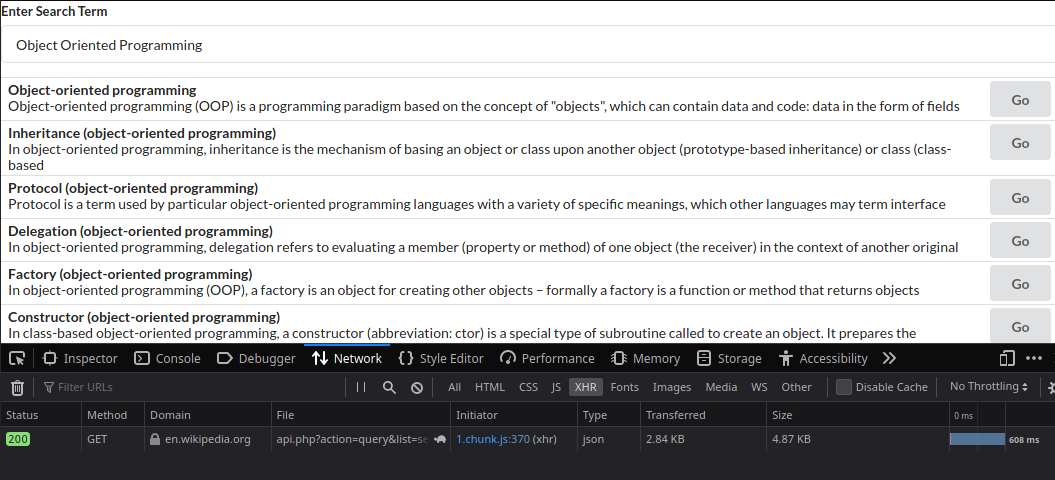 Enter Search Term
Object Oriented Programming
Object-oriented programming
Object-oriented programming (OOP) is a programming paradigm based on the concept of "objects", which can contain data and code: data in the form of fields
Go
Inheritance (object-oriented programming)
In object-oriented programming, inheritance is the mechanism of basing an object or class upon another object (prototype-based inheritance) or class (class-
based
Go
Protocol (object-oriented programming)
Protocol is a term used by particular object-oriented programming languages with a variety of specific meanings, which other languages may term interface
Go
Delegation (object-oriented programming)
In object-oriented programming, delegation refers to evaluating a member (property or method) of one object (the receiver) in the context of another original
Go
Factory (object-oriented programming)
In object-oriented programming (OOP), a factory is an object for creating other objects – formally a factory is a function or method that returns objects
Go
Constructor (object-oriented programming)
In class-based object-oriented programming, a constructor (abbreviation: ctor) is a special type of subroutine called to create an object. It prepares the
Go
Inspector Console Debugger Network Style Editor Performance Memory Storage Accessibility
Filter URLs All HTML CSS JS XHR Fonts Images Media WS Other Disable Cache No Throttling
Status Method Domain File Initiator Type Transferred Size 0 ms
200 GET en.wikipedia.org api.php?action=query&list=se 1.chunk.js:370 (xhr) json 2.84 KB 4.87 KB 608 ms